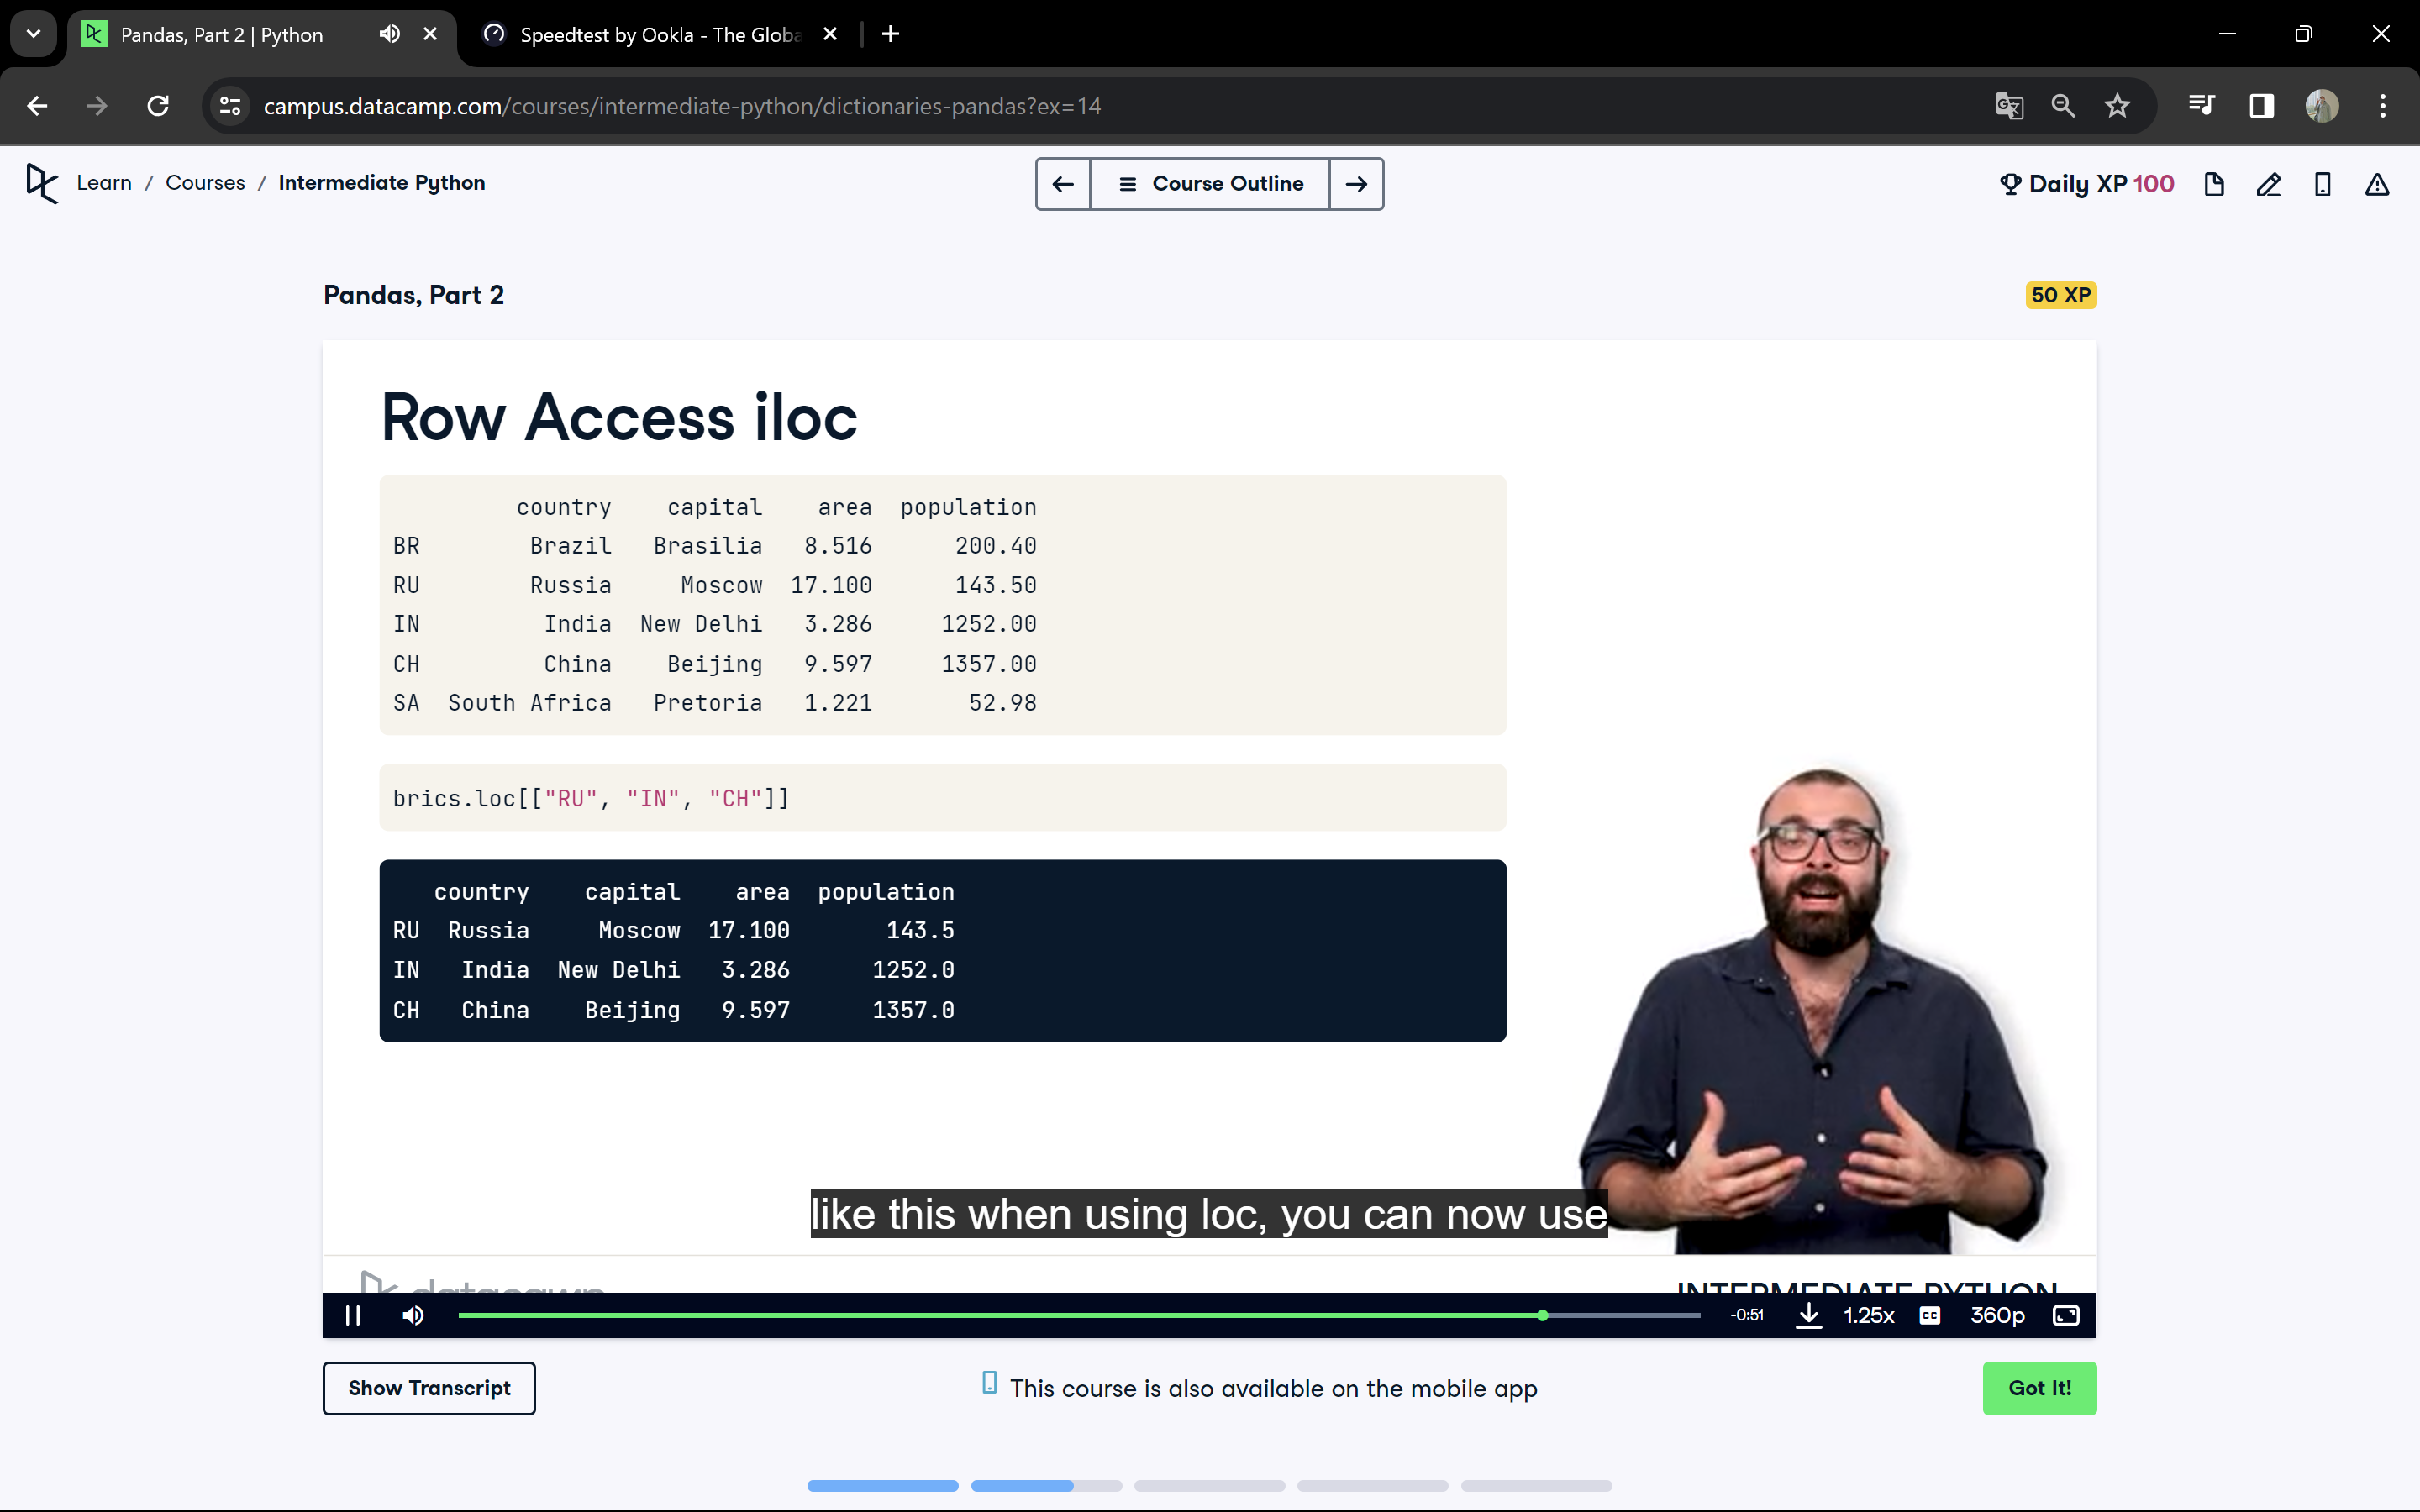 Pandas, Part 2 | Python
Speedtest by Ookla - The Globa
campus.datacamp.com/courses/intermediate-python/dictionaries-pandas?ex=14
Learn / Courses / Intermediate Python
Course Outline
Daily XP 100
Pandas, Part 2
50 XP
Row Access iloc
country capital area population
BR Brazil Brasilia 8.516 200.40
RU Russia Moscow 17.100 143.50
IN India New Delhi 3.286 1252.00
CH China Beijing 9.597 1357.00
SA South Africa Pretoria 1.221 52.98
brics.loc[["RU", "IN", "CH"]]
country capital area population
RU Russia Moscow 17.100 143.5
IN India New Delhi 3.286 1252.0
CH China Beijing 9.597 1357.0
like this when using loc, you can now use
datacamp
INTERMEDIATE PYTHON
-0:51
1.25x
CC
360p
Show Transcript
This course is also available on the mobile app
Got It!